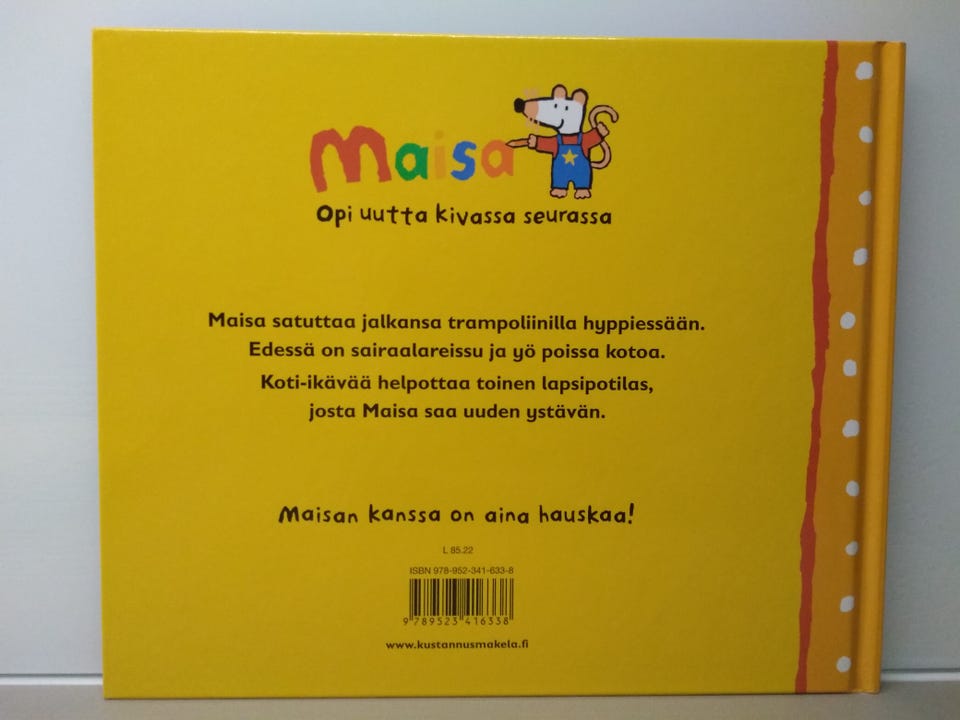 Maisa
Opi uutta kivassa seurassa
Maisa satuttaa jalkansa trampoliinilla hyppiessään.
Edessä on sairaalareissu ja yö poissa kotoa.
Koti-ikävää helpottaa toinen lapsipotilas,
josta Maisa saa uuden ystävän.
Maisan kanssa on aina hauskaa!
L 85.22
ISBN 978-952-341-633-8
9 789523 416338
www.kustannusmakela.fi